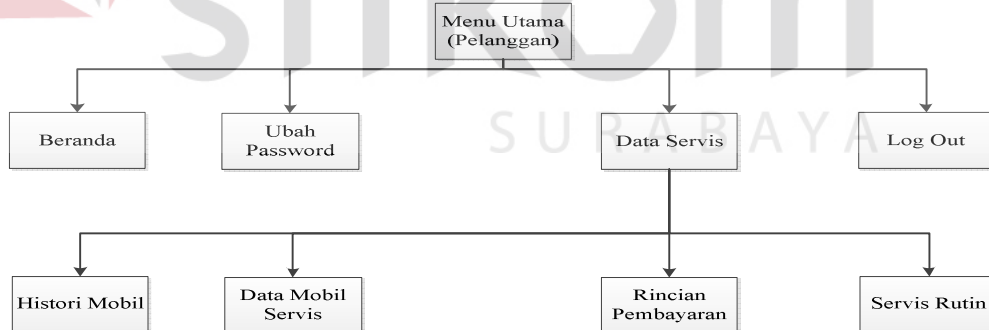 Menu Utama
(Pelanggan)
SURABAYA
Beranda
Ubah
Password
Data Servis
Log Out
Histori Mobil
Data Mobil
Servis
Rincian
Pembayaran
Servis Rutin